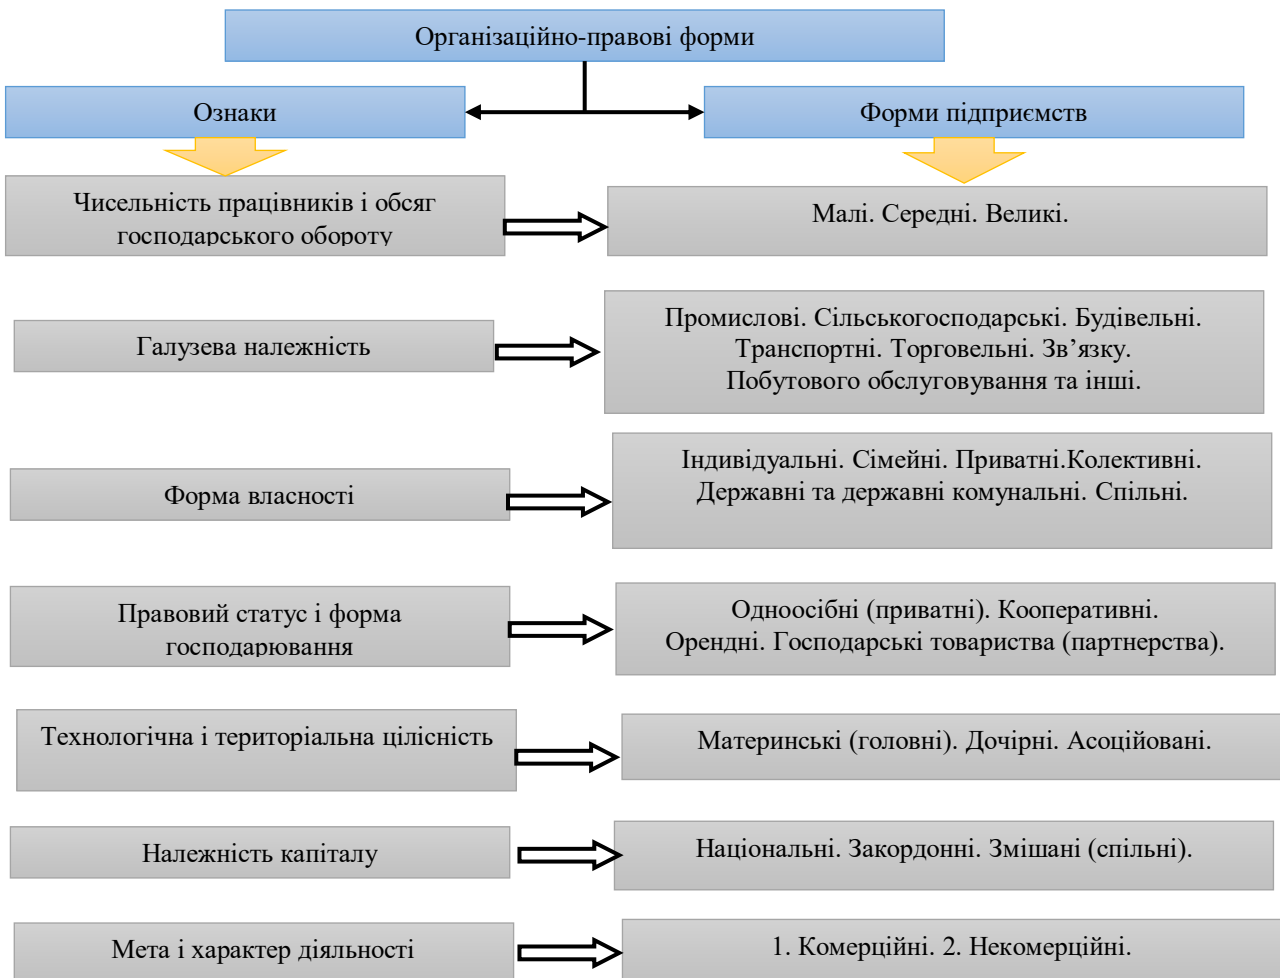 Організаційно-правові форми
Ознаки
Форми підприємств
Чисельність працівників і обсяг
господарського обороту
Малі. Середні. Великі.
Галузева належність
Промислові. Сільськогосподарські. Будівельні.
Транспортні. Торговельні. Зв’язку.
Побутового обслуговування та інші.
Форма власності
Індивідуальні. Сімейні. Приватні.Колективні.
Державні та державні комунальні. Спільні.
Правовий статус і форма
господарювання
Одноосібні (приватні). Кооперативні.
Орендні. Господарські товариства (партнерства).
Технологічна і територіальна цілісність
Материнські (головні). Дочірні. Асоційовані.
Належність капіталу
Національні. Закордонні. Змішані (спільні).
Мета і характер діяльності
1. Комерційні. 2. Некомерційні.